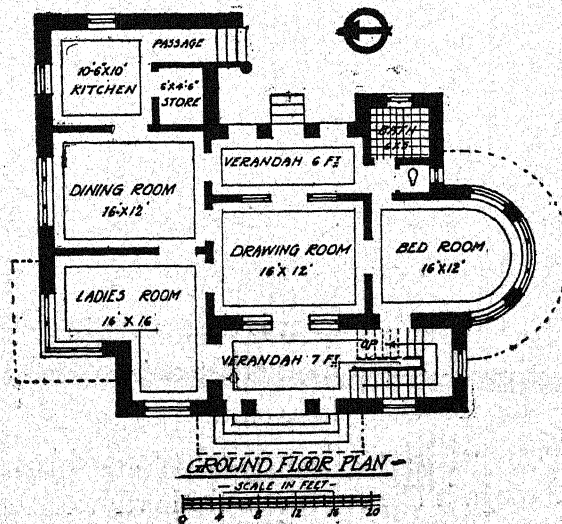 PASSAGE
10'-6"X10'
KITCHEN
6'X4'-6"
STORE
BATH
VERANDAH 6 FT
DINING ROOM
16'X12'
DRAWING ROOM
16'X 12'
BED ROOM
16'X12'
LADIES ROOM
16' X 16
UP
VERANDAH 7 FT
GROUND FLOOR PLAN
- SCALE IN FEET -
0 4 8 12 16 20